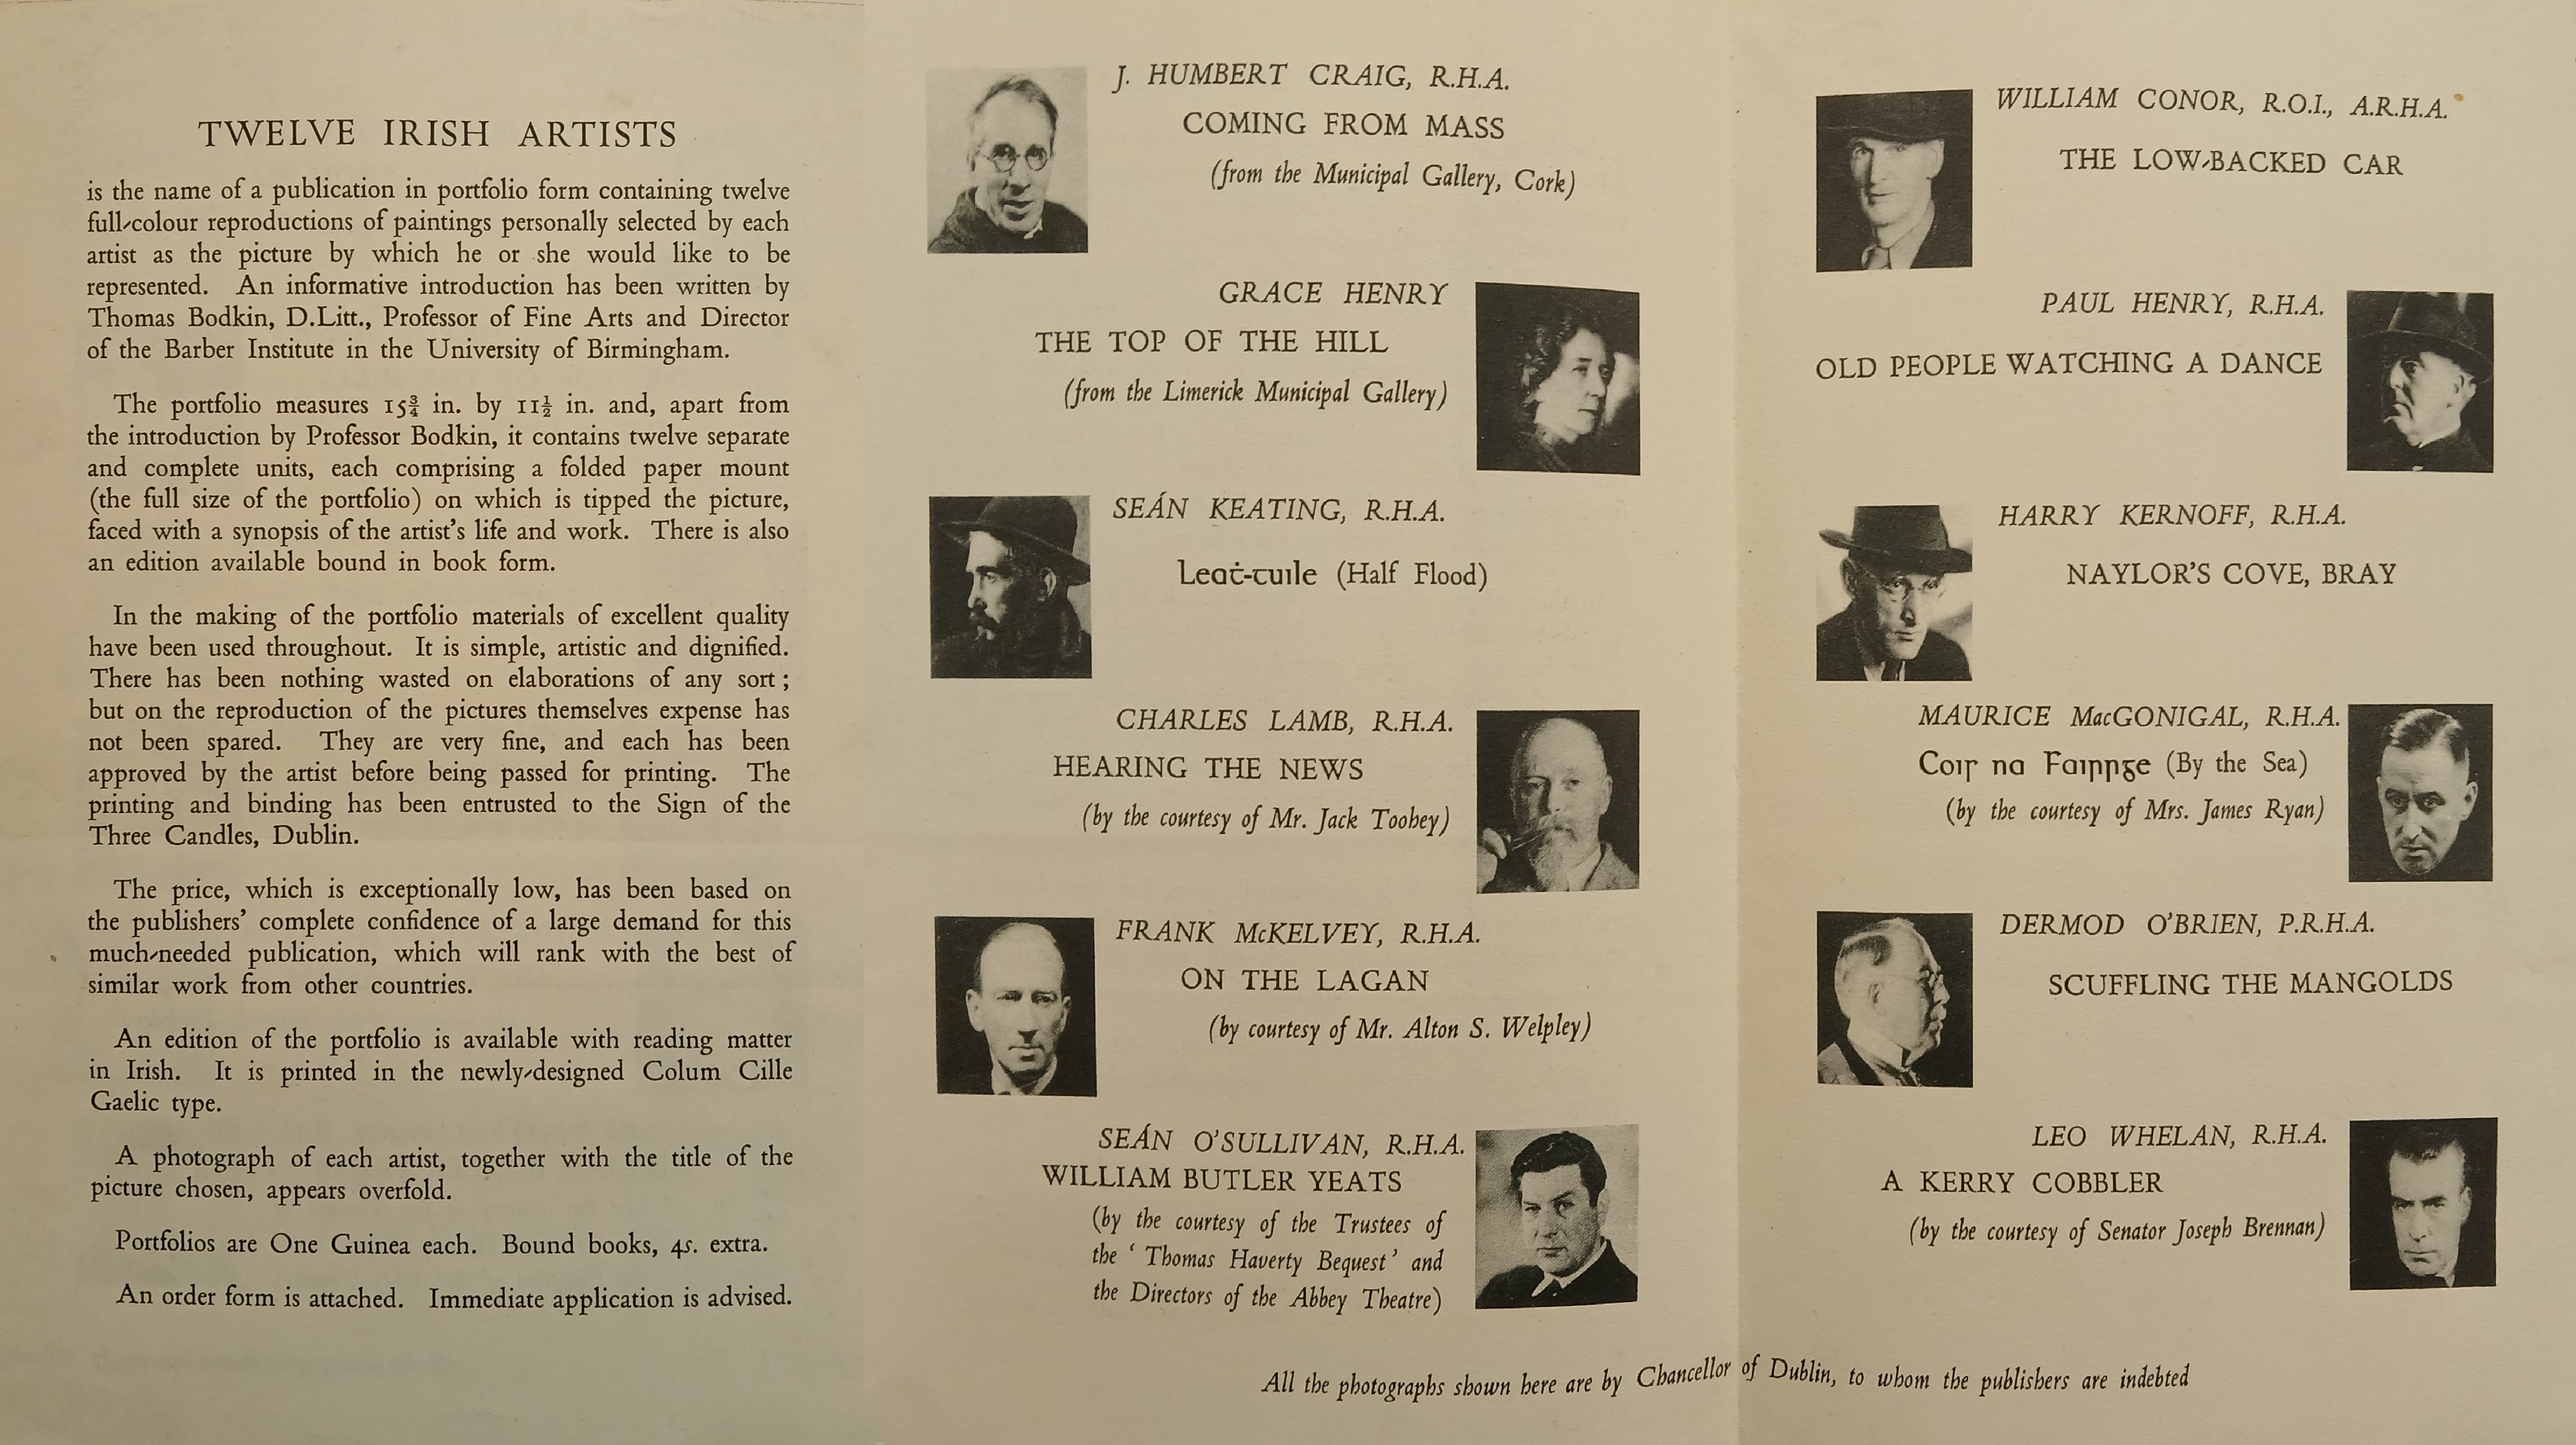 TWELVE IRISH ARTISTS
is the name of a publication in portfolio form containing twelve
full-colour reproductions of paintings personally selected by each
artist as the picture by which he or she would like to be
represented. An informative introduction has been written by
Thomas Bodkin, D.Litt., Professor of Fine Arts and Director
of the Barber Institute in the University of Birmingham.
The portfolio measures 15¾ in. by 11½ in. and, apart from
the introduction by Professor Bodkin, it contains twelve separate
and complete units, each comprising a folded paper mount
(the full size of the portfolio) on which is tipped the picture,
faced with a synopsis of the artist's life and work. There is also
an edition available bound in book form.
In the making of the portfolio materials of excellent quality
have been used throughout. It is simple, artistic and dignified.
There has been nothing wasted on elaborations of any sort ;
but on the reproduction of the pictures themselves expense has
not been spared. They are very fine, and each has been
approved by the artist before being passed for printing. The
printing and binding has been entrusted to the Sign of the
Three Candles, Dublin.
The price, which is exceptionally low, has been based on
the publishers' complete confidence of a large demand for this
much-needed publication, which will rank with the best of
similar work from other countries.
An edition of the portfolio is available with reading matter
in Irish. It is printed in the newly-designed Colum Cille
Gaelic type.
A photograph of each artist, together with the title of the
picture chosen, appears overfold.
Portfolios are One Guinea each. Bound books, 4s. extra.
An order form is attached. Immediate application is advised.
J. HUMBERT CRAIG, R.H.A.
COMING FROM MASS
(from the Municipal Gallery, Cork)
GRACE HENRY
THE TOP OF THE HILL
(from the Limerick Municipal Gallery)
SEÁN KEATING, R.H.A.
Leaċ-tuile (Half Flood)
CHARLES LAMB, R.H.A.
HEARING THE NEWS
(by the courtesy of Mr. Jack Toohey)
FRANK McKELVEY, R.H.A.
ON THE LAGAN
(by courtesy of Mr. Alton S. Welpley)
SEÁN O'SULLIVAN, R.H.A.
WILLIAM BUTLER YEATS
(by the courtesy of the Trustees of
the ' Thomas Haverty Bequest ' and
the Directors of the Abbey Theatre)
WILLIAM CONOR, R.O.I., A.R.H.A.
THE LOW-BACKED CAR
PAUL HENRY, R.H.A.
OLD PEOPLE WATCHING A DANCE
HARRY KERNOFF, R.H.A.
NAYLOR'S COVE, BRAY
MAURICE MacGONIGAL, R.H.A.
Coir na Fairrge (By the Sea)
(by the courtesy of Mrs. James Ryan)
DERMOD O'BRIEN, P.R.H.A.
SCUFFLING THE MANGOLDS
LEO WHELAN, R.H.A.
A KERRY COBBLER
(by the courtesy of Senator Joseph Brennan)
All the photographs shown here are by Chancellor of Dublin, to whom the publishers are indebted